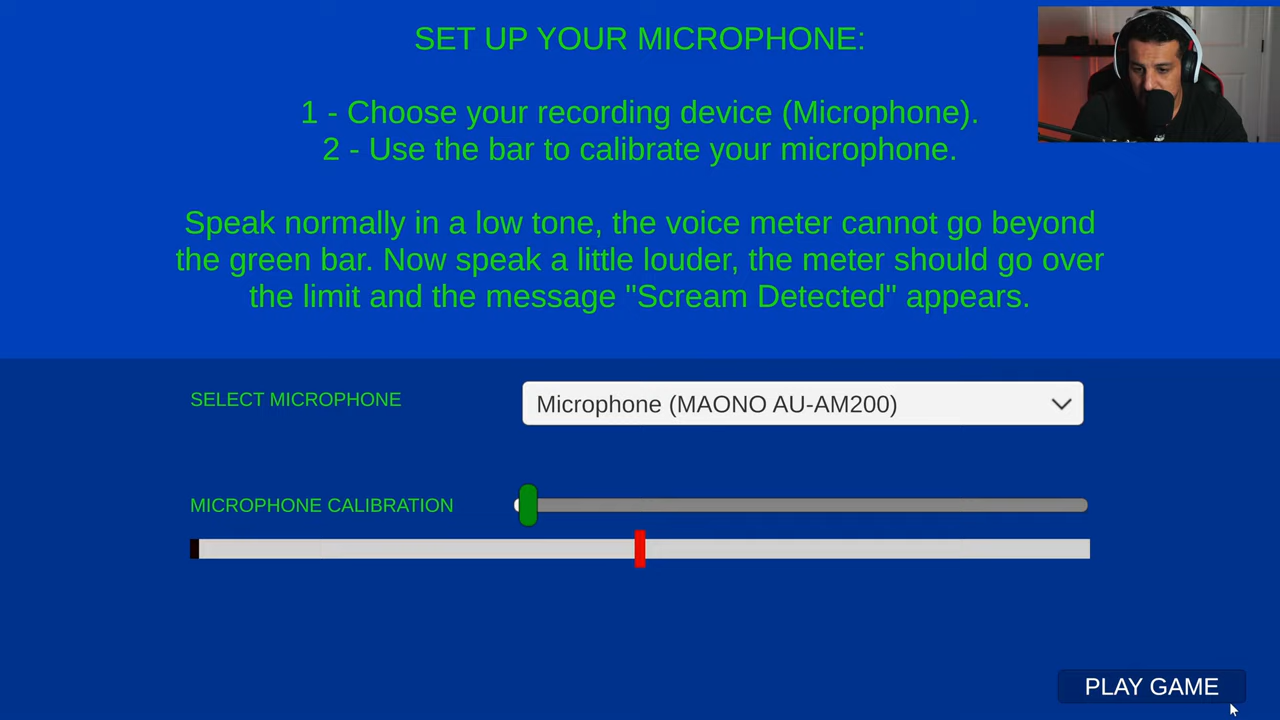 SET UP YOUR MICROPHONE:
1 - Choose your recording device (Microphone).
2 - Use the bar to calibrate your microphone.
Speak normally in a low tone, the voice meter cannot go beyond
the green bar. Now speak a little louder, the meter should go over
the limit and the message "Scream Detected" appears.
SELECT MICROPHONE
Microphone (MAONO AU-AM200)
MICROPHONE CALIBRATION
PLAY GAME